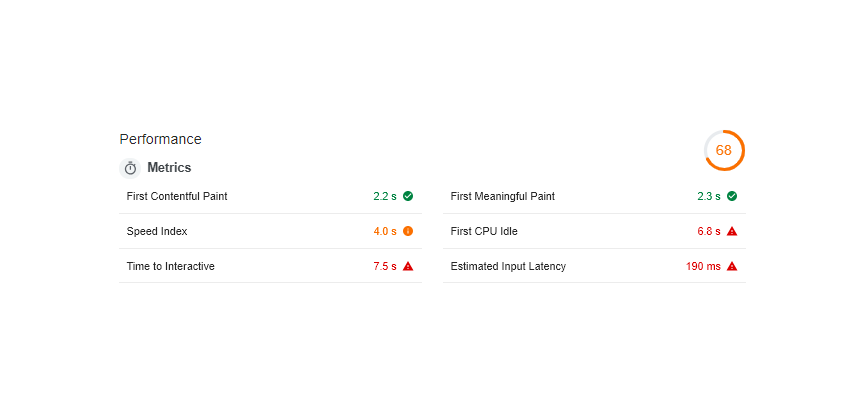 Performance
68
Metrics
First Contentful Paint 2.2 s
First Meaningful Paint 2.3 s
Speed Index 4.0 s
First CPU Idle 6.8 s
Time to Interactive 7.5 s
Estimated Input Latency 190 ms